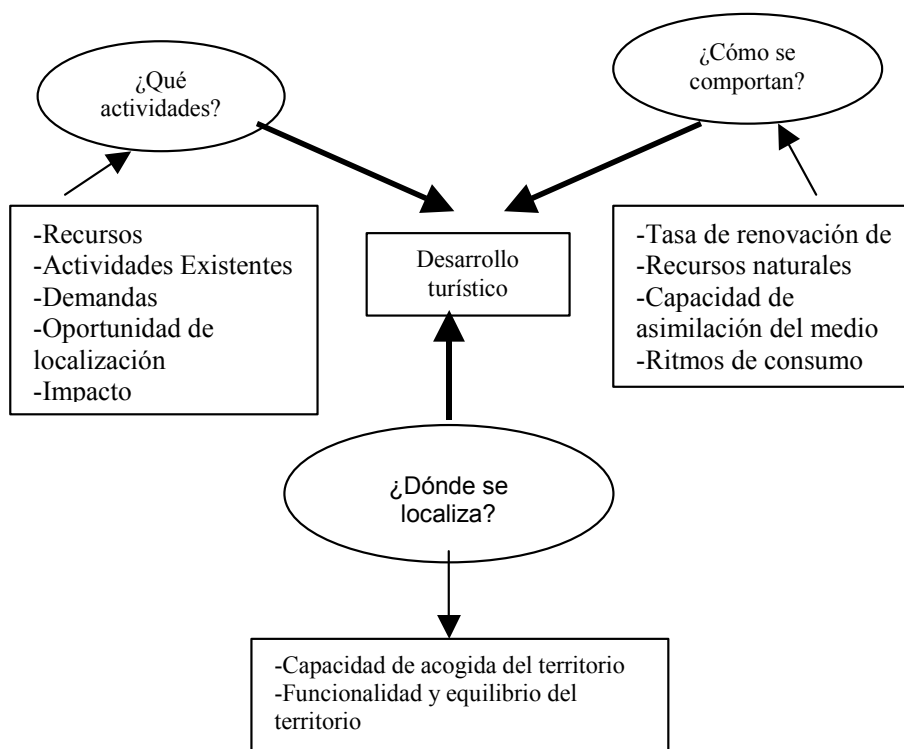 ¿Qué
actividades?
¿Cómo se
comportan?
-Recursos
-Actividades Existentes
-Demandas
-Oportunidad de
localización
-Impacto
Desarrollo
turístico
-Tasa de renovación de
-Recursos naturales
-Capacidad de
asimilación del medio
-Ritmos de consumo
¿Dónde se
localiza?
-Capacidad de acogida del territorio
-Funcionalidad y equilibrio del
territorio